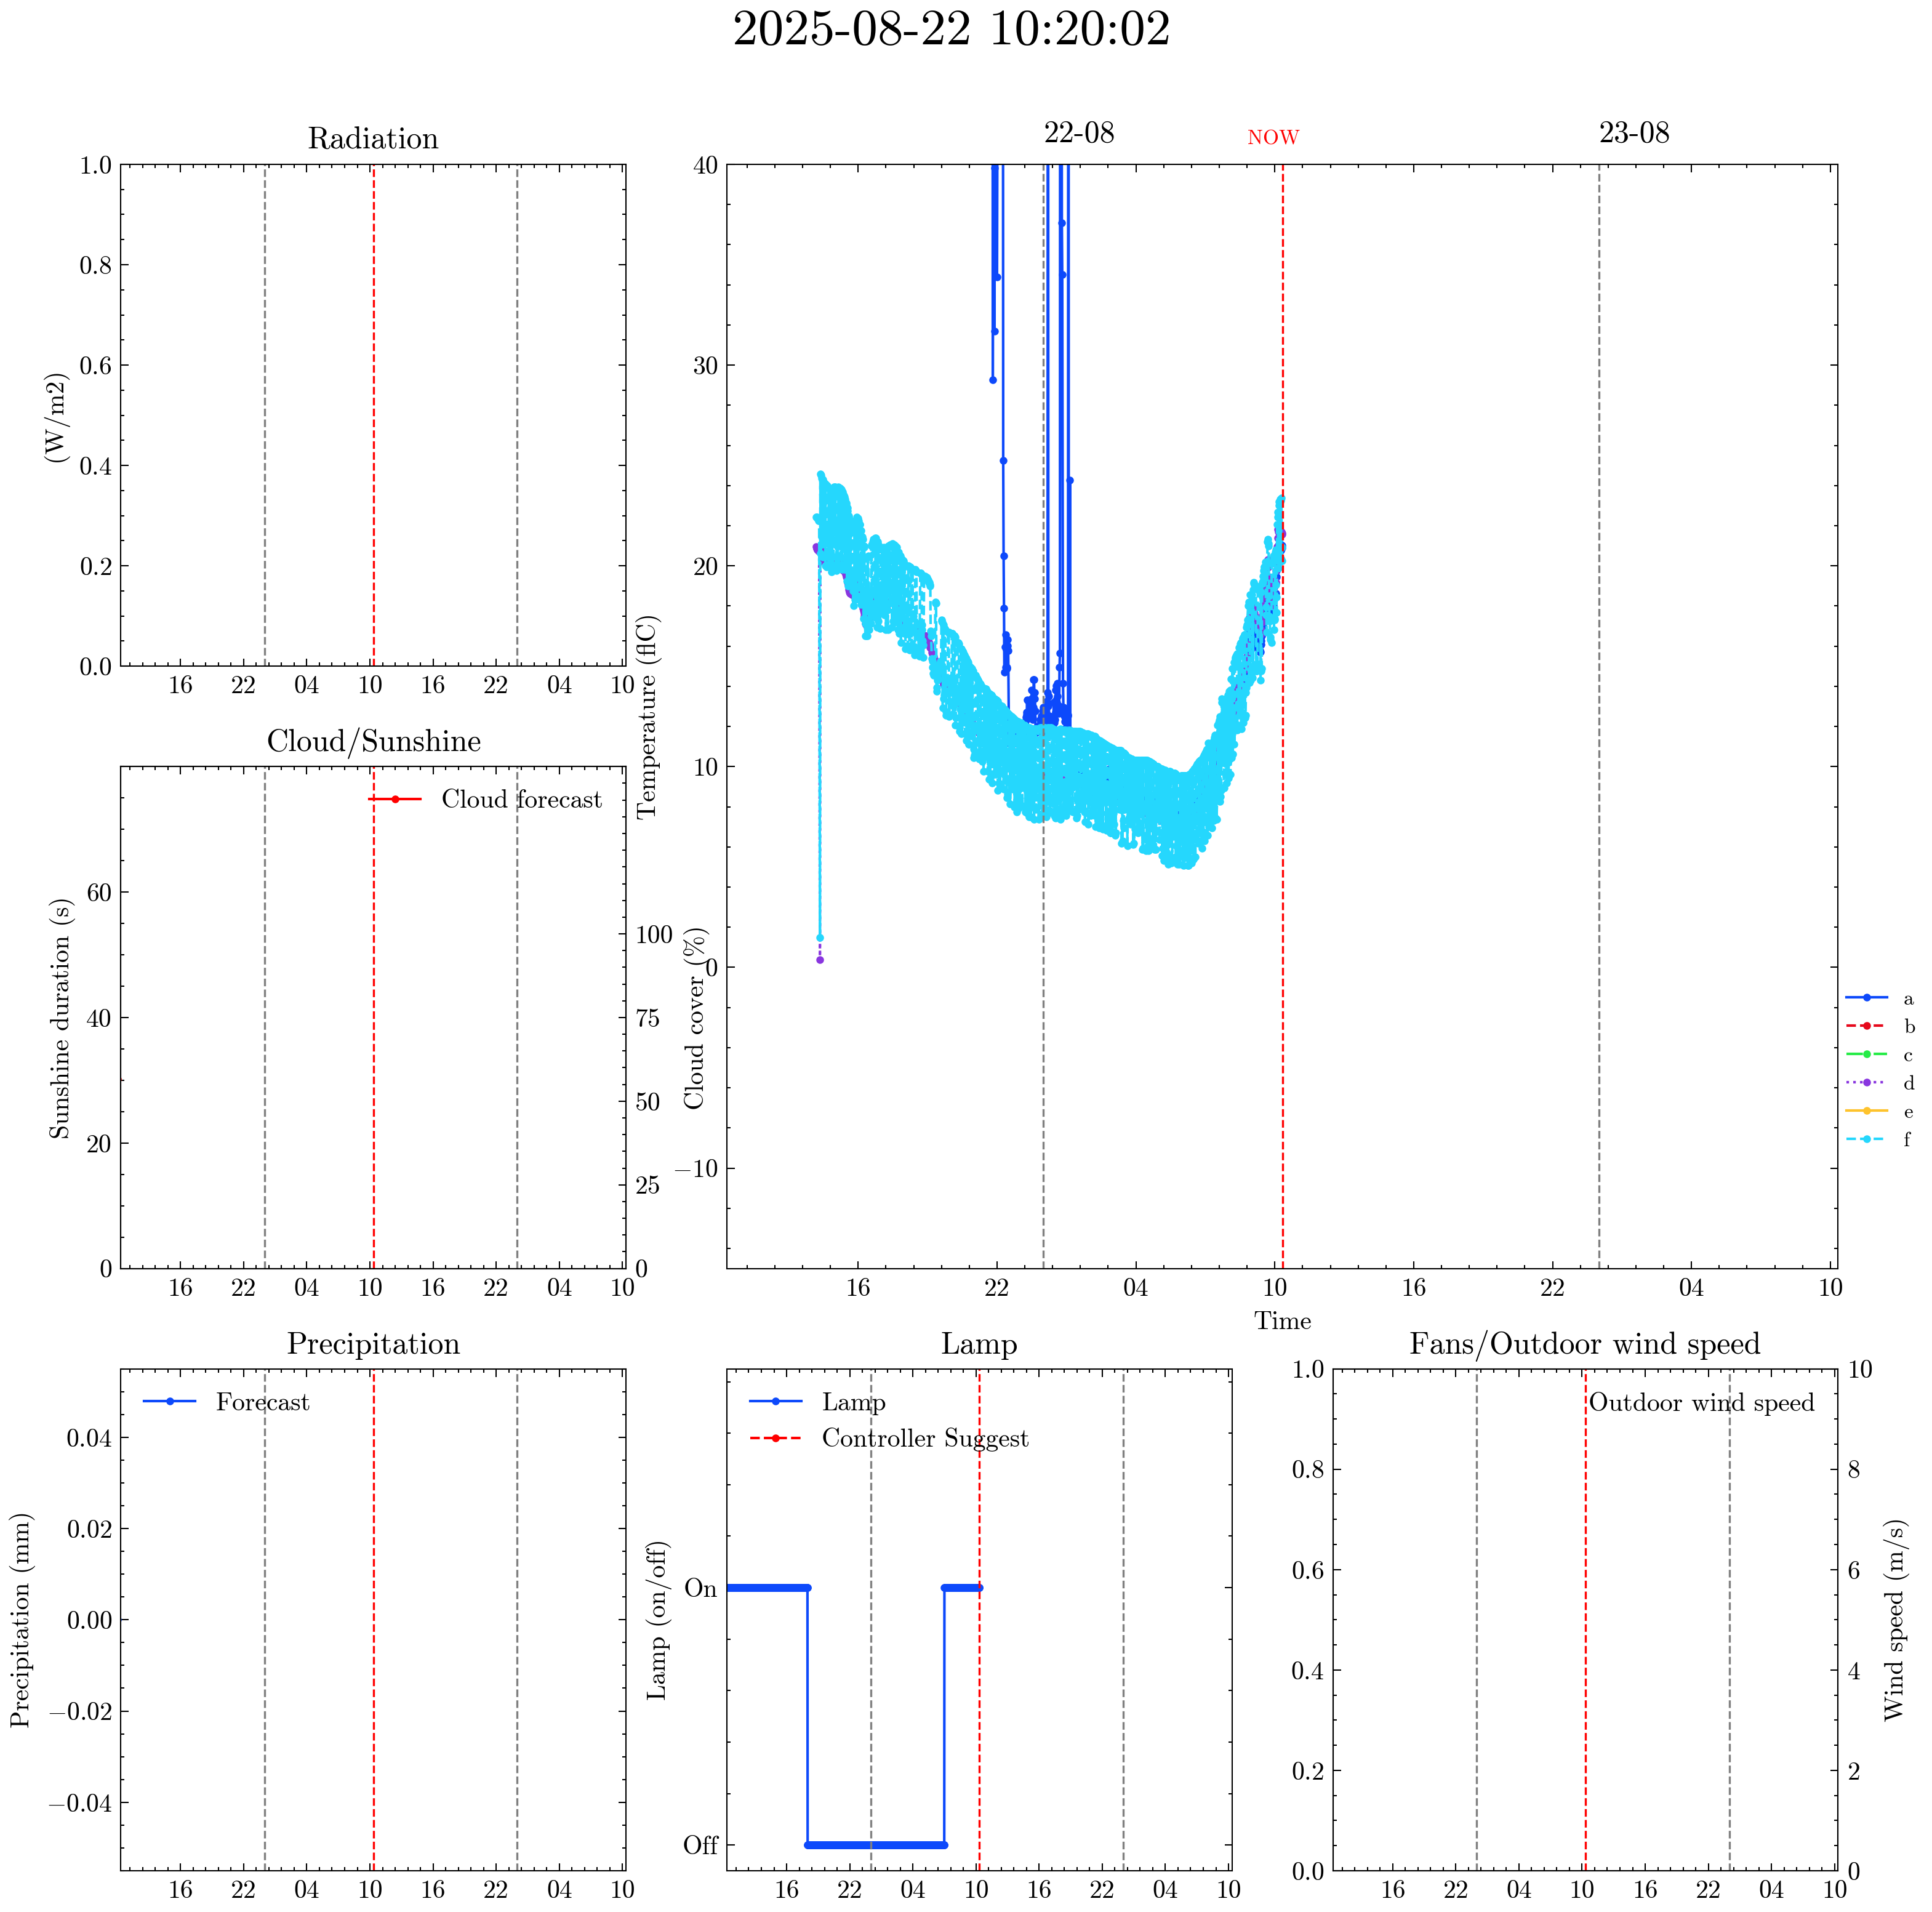 2025-08-22 10:20:02
Radiation
1.0
0.8
0.6
0.4
0.2
0.0
(W/m2)
16 22 04 10 16 22 04 10
22-08
NOW
23-08
40
30
20
10
0
−10
Temperature (flC)
16 22 04 10 16 22 04 10
Time
a
b
c
d
e
f
Cloud/Sunshine
Cloud forecast
60
40
20
0
Sunshine duration (s)
100
75
50
25
0
Cloud cover (%)
16 22 04 10 16 22 04 10
Precipitation
Forecast
0.04
0.02
0.00
−0.02
−0.04
Precipitation (mm)
16 22 04 10 16 22 04 10
Lamp
Lamp
Controller Suggest
On
Off
Lamp (on/off)
16 22 04 10 16 22 04 10
Fans/Outdoor wind speed
Outdoor wind speed
1.0
0.8
0.6
0.4
0.2
0.0
10
8
6
4
2
0
Wind speed (m/s)
16 22 04 10 16 22 04 10